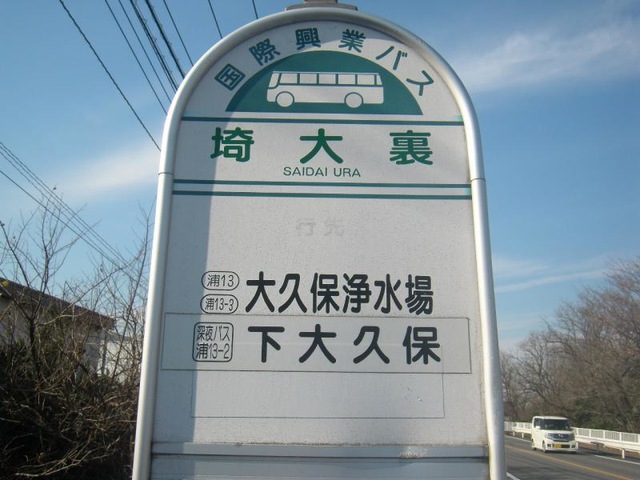 国際興業バス
埼大裏
SAIDAI URA
行先
浦13
浦13-3
大久保浄水場
深夜バス
浦13-2
下大久保